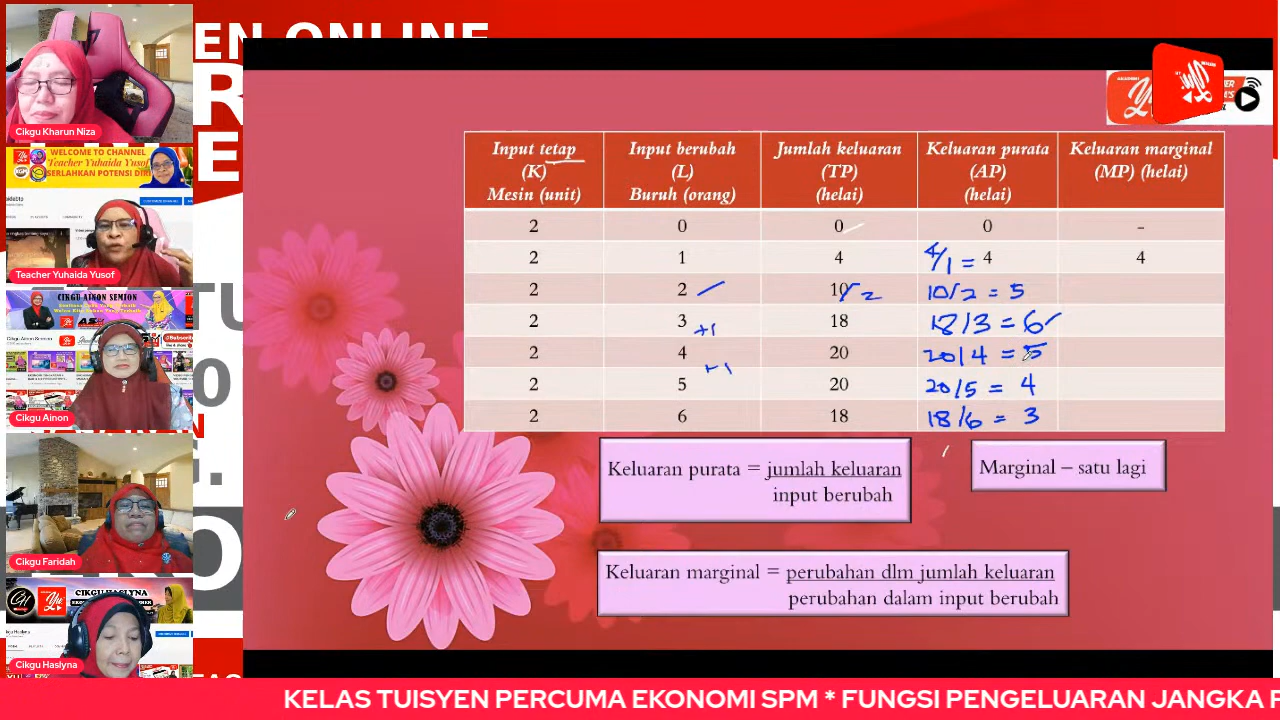 EN ONLINE
Cikgu Kharun Niza
WELCOME TO CHANNEL
Teacher Yuhaida Yusof
SERLAHKAN POTENSI DIRI
Teacher Yuhaida Yusof
CIKGU AINON SEMION
Cikgu Ainon
Cikgu Faridah
CIKGU HASLYNA
Cikgu Haslyna
Input tetap
(K)
Mesin (unit)
Input berubah
(L)
Buruh (orang)
Jumlah keluaran
(TP)
(helai)
Keluaran purata
(AP)
(helai)
Keluaran marginal
(MP) (helai)
2 0 0 0 -
2 1 4 4/1 = 4 4
2 2 10 2 10/2 = 5
2 3 18 18/3 = 6
+1
2 4 20 20/4 = 5
+1
2 5 20 20/5 = 4
2 6 18 18/6 = 3
Keluaran purata = jumlah keluaran
input berubah
Marginal – satu lagi
Keluaran marginal = perubahan dlm jumlah keluaran
perubahan dalam input berubah
KELAS TUISYEN PERCUMA EKONOMI SPM * FUNGSI PENGELUARAN JANGKA P